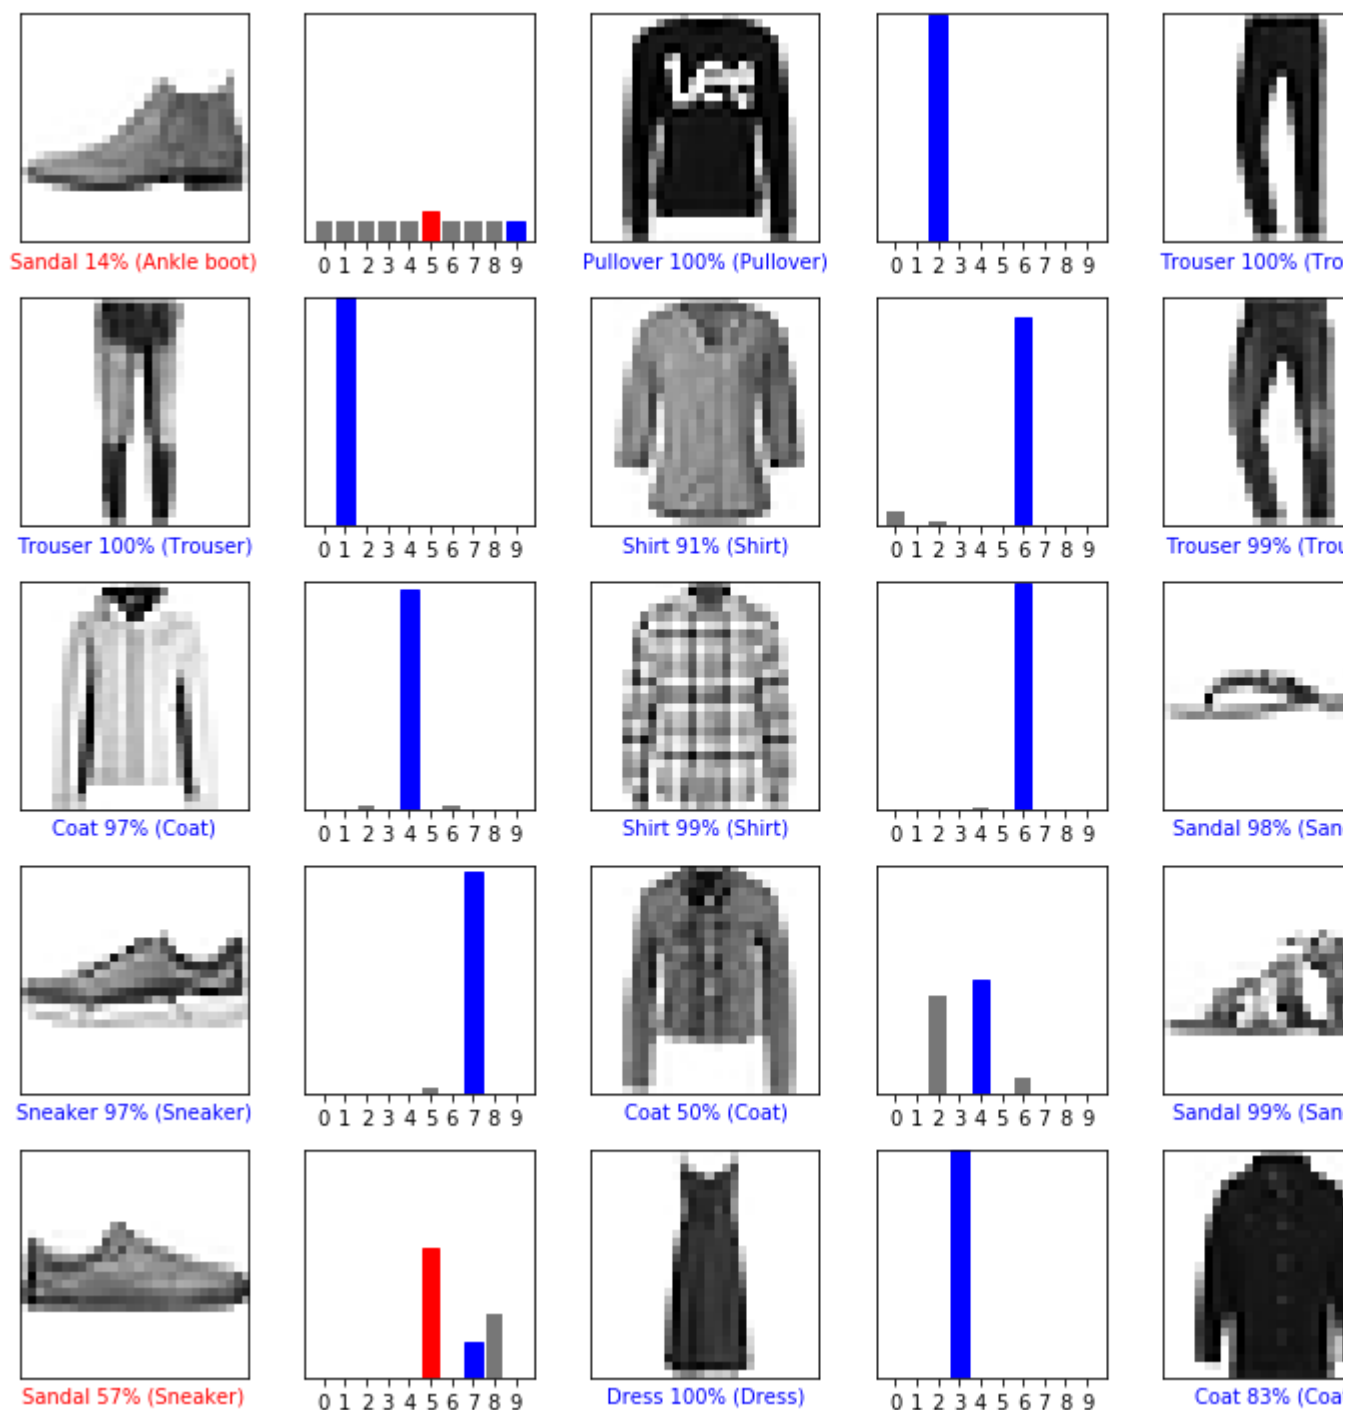 Sandal 14% (Ankle boot)
0 1 2 3 4 5 6 7 8 9
Lee
Pullover 100% (Pullover)
0 1 2 3 4 5 6 7 8 9
Trouser 100% (Tro
Trouser 100% (Trouser)
0 1 2 3 4 5 6 7 8 9
Shirt 91% (Shirt)
0 1 2 3 4 5 6 7 8 9
Trouser 99% (Trou
Coat 97% (Coat)
0 1 2 3 4 5 6 7 8 9
Shirt 99% (Shirt)
0 1 2 3 4 5 6 7 8 9
Sandal 98% (San
Sneaker 97% (Sneaker)
0 1 2 3 4 5 6 7 8 9
Coat 50% (Coat)
0 1 2 3 4 5 6 7 8 9
Sandal 99% (San
Sandal 57% (Sneaker)
0 1 2 3 4 5 6 7 8 9
Dress 100% (Dress)
0 1 2 3 4 5 6 7 8 9
Coat 83% (Coa